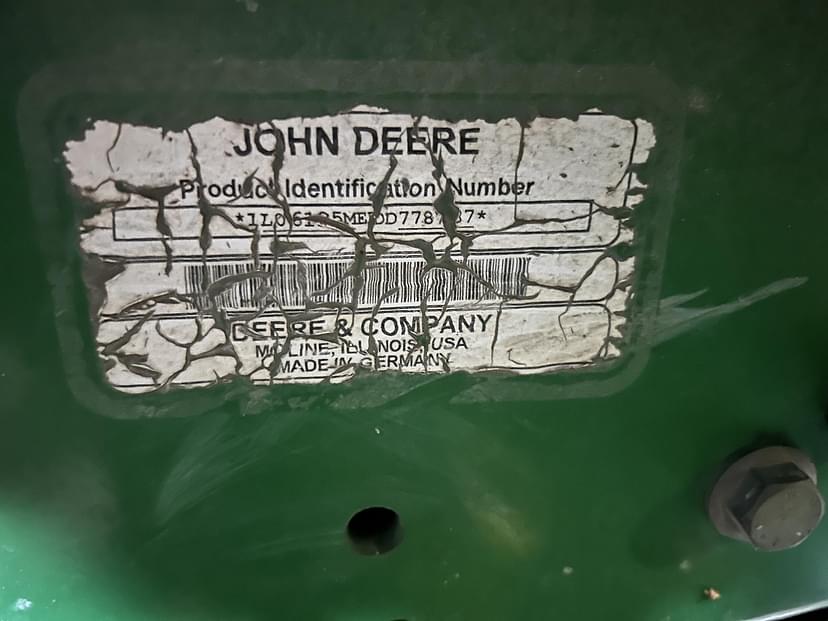 JOHN DEERE
Product Identification Number
DEERE & COMPANY
MOLINE, ILLINOIS, USA
MADE IN GERMANY